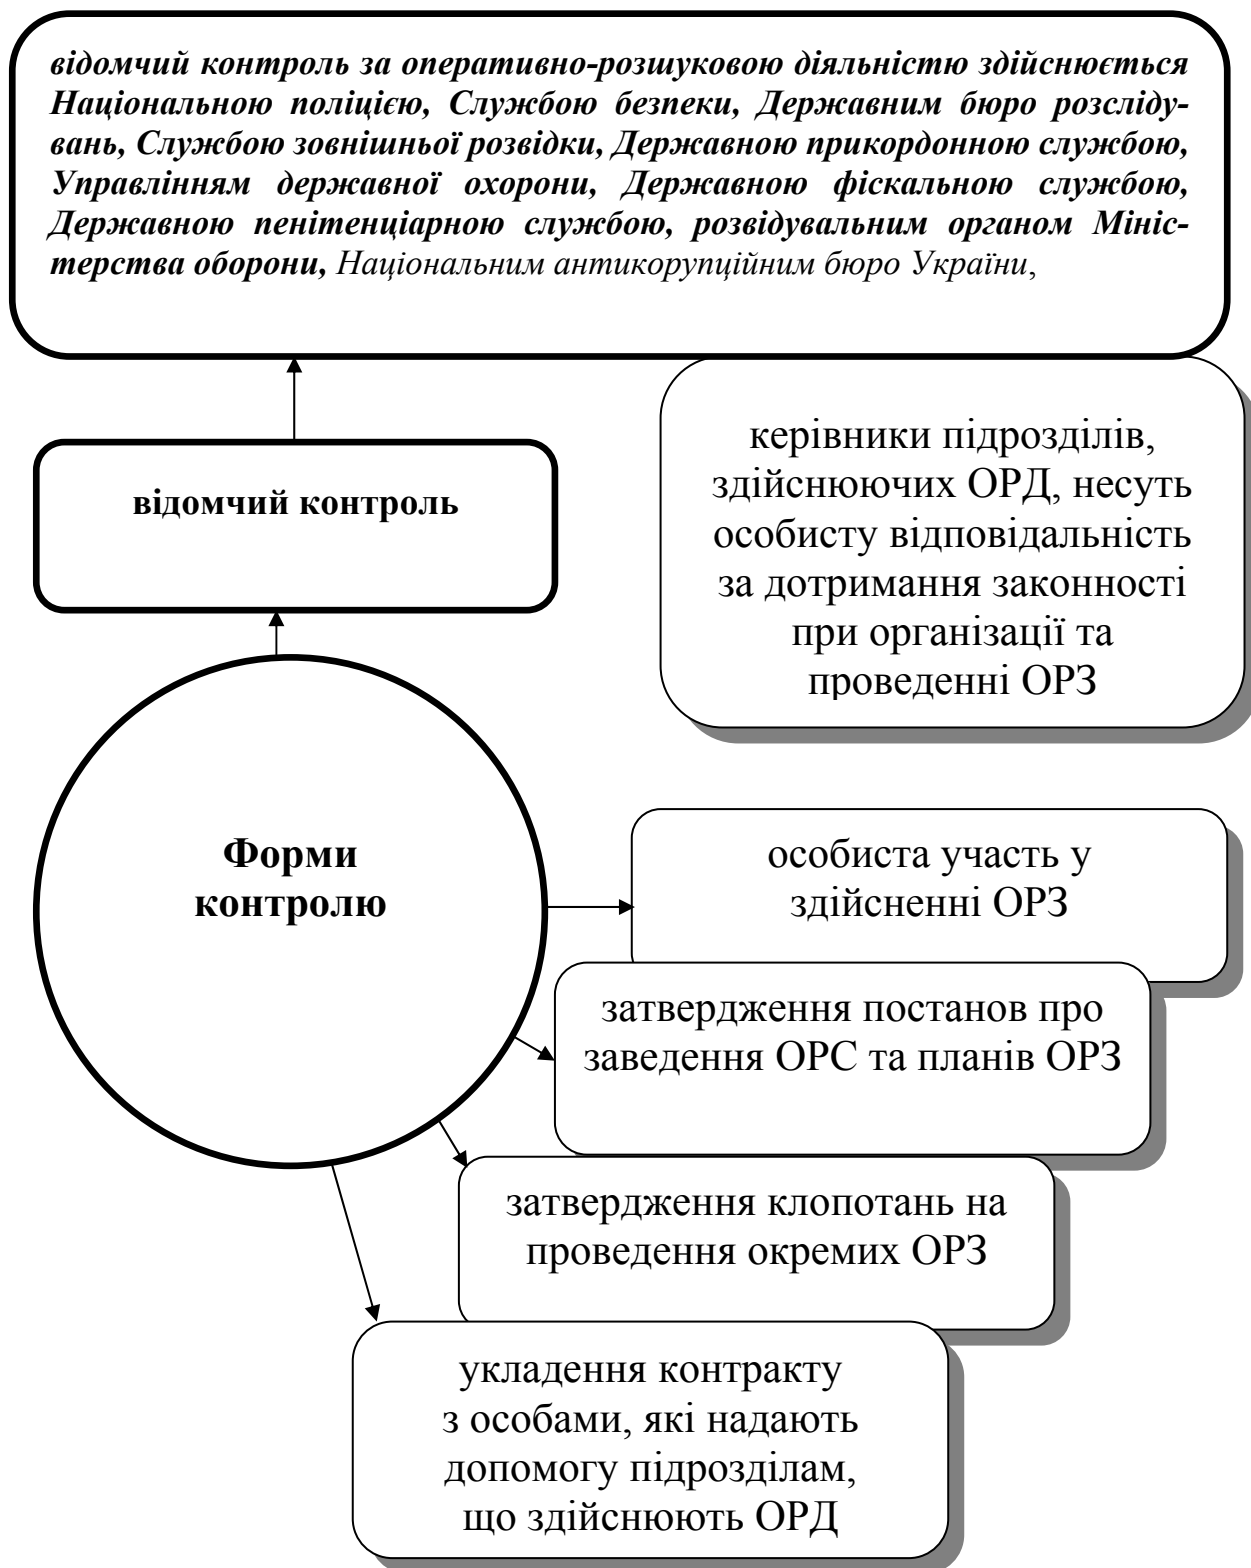 відомчий контроль за оперативно-розшуковою діяльністю здійснюється
Національною поліцією, Службою безпеки, Державним бюро розсліду-
вань, Службою зовнішньої розвідки, Державною прикордонною службою,
Управлінням державної охорони, Державною фіскальною службою,
Державною пенітенціарною службою, розвідувальним органом Мініс-
терства оборони, Національним антикорупційним бюро України,
керівники підрозділів,
здійснюючих ОРД, несуть
особисту відповідальність
за дотримання законності
при організації та
проведенні ОРЗ
відомчий контроль
Форми
контролю
особиста участь у
здійсненні ОРЗ
затвердження постанов про
заведення ОРС та планів ОРЗ
затвердження клопотань на
проведення окремих ОРЗ
укладення контракту
з особами, які надають
допомогу підрозділам,
що здійснюють ОРД